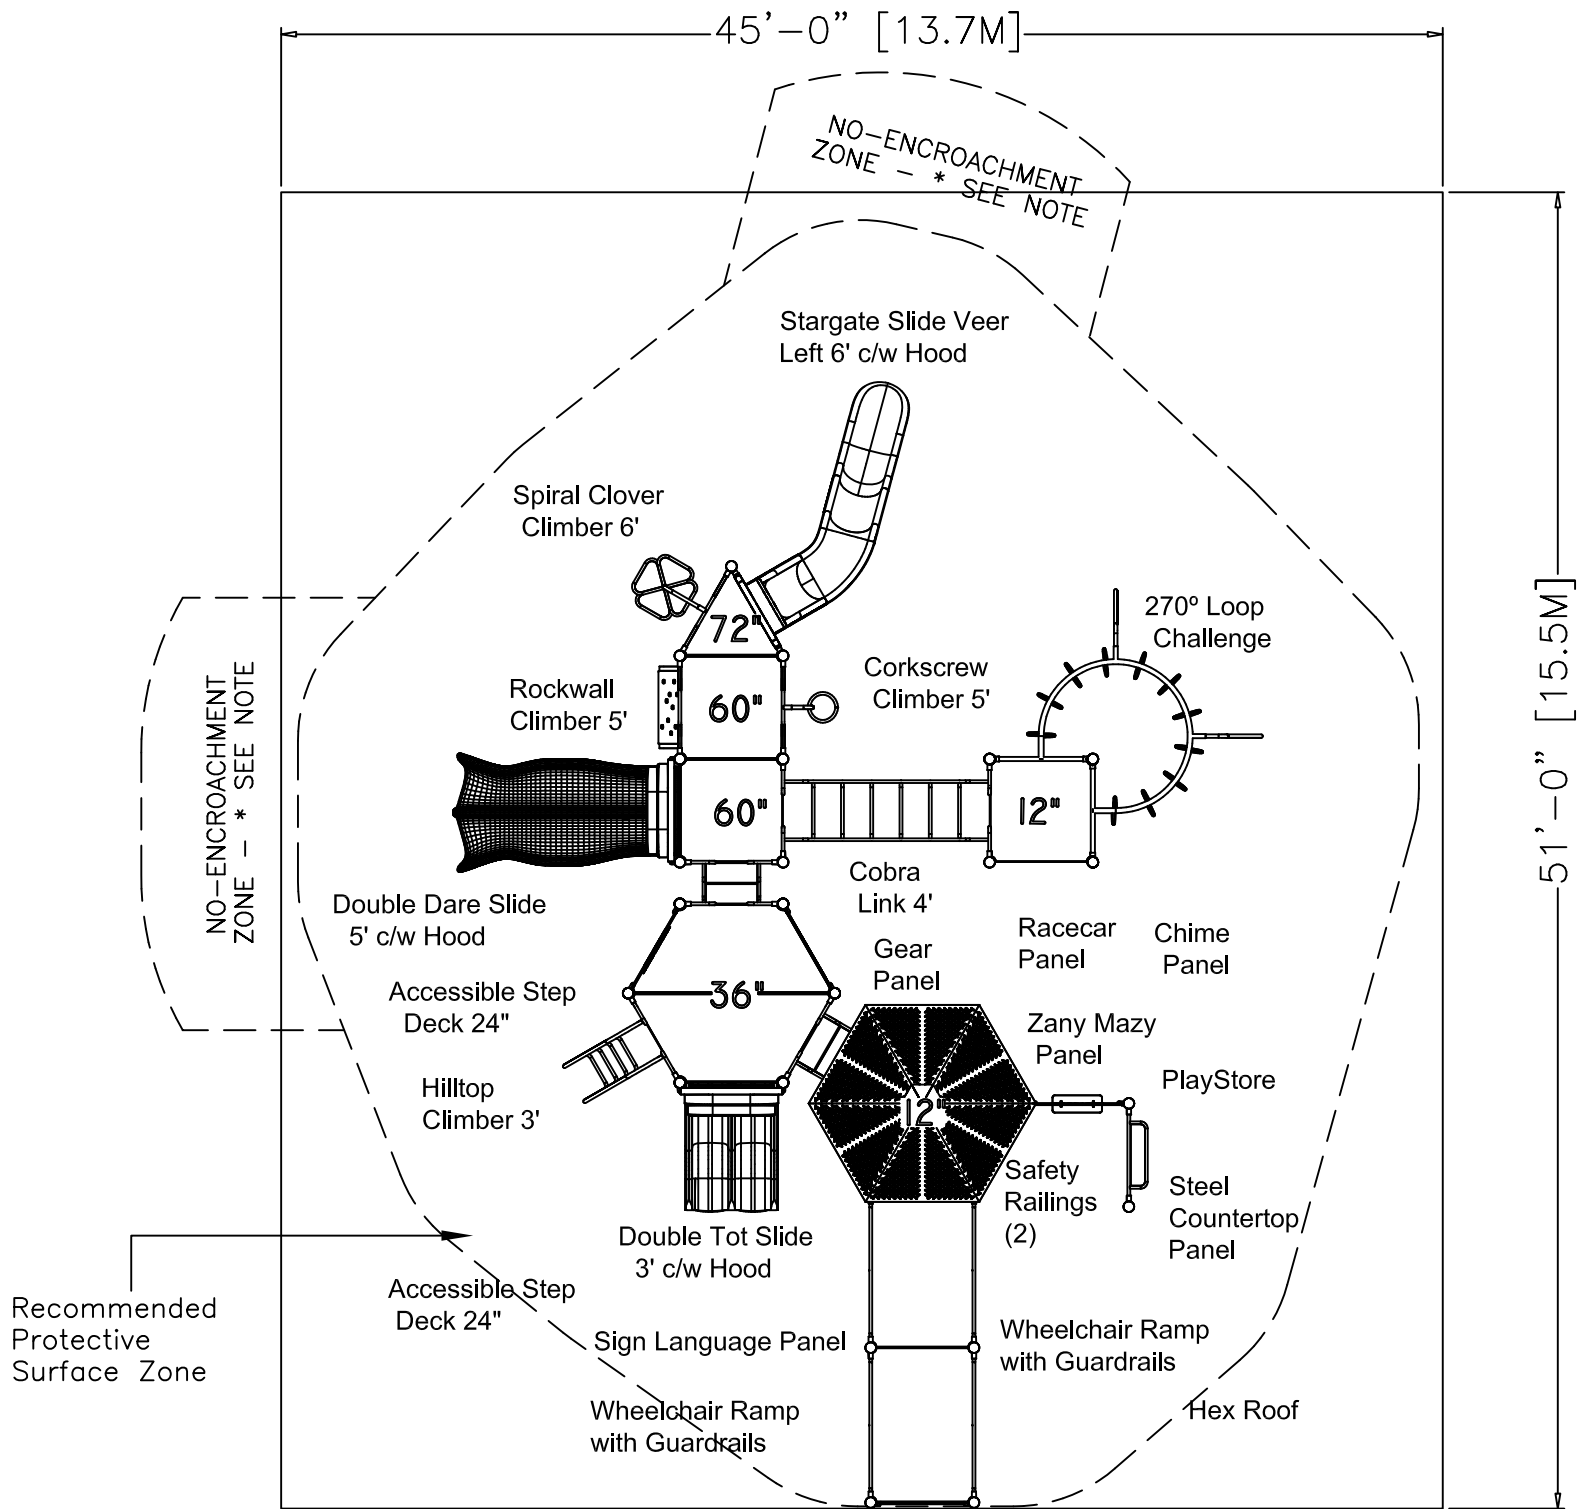 45'-0" [13.7M]
NO-ENCROACHMENT
ZONE - * SEE NOTE
Stargate Slide Veer
Left 6' c/w Hood
Spiral Clover
Climber 6'
72"
270º Loop
Challenge
51'-0" [15.5M]
NO-ENCROACHMENT
ZONE - * SEE NOTE
Rockwall
Climber 5'
60"
Corkscrew
Climber 5'
60"
12"
Double Dare Slide
5' c/w Hood
Cobra
Link 4'
Gear
Panel
Racecar
Panel
Chime
Panel
Accessible Step
Deck 24"
36"
Zany Mazy
Panel
PlayStore
Hilltop
Climber 3'
12"
Safety
Railings
(2)
Steel
Countertop
Panel
Double Tot Slide
3' c/w Hood
Accessible Step
Deck 24"
Recommended
Protective
Surface Zone
Sign Language Panel
Wheelchair Ramp
with Guardrails
Wheelchair Ramp
with Guardrails
Hex Roof